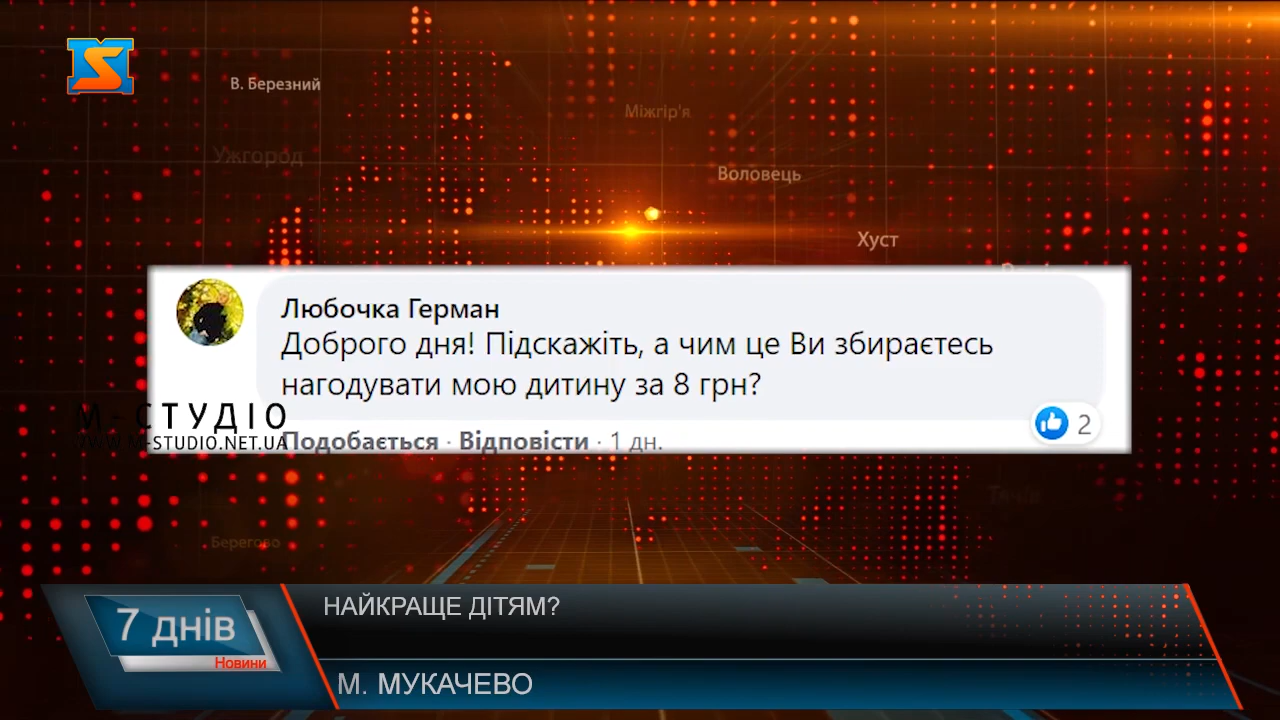 В. Березний
Міжгір'я
Ужгород
Воловець
Хуст
Любочка Герман
Доброго дня! Підскажіть, а чим це Ви збираєтесь
нагодувати мою дитину за 8 грн?
2
М-СТУДІО
WWW.M-STUDIO.NET.UA
Подобається · Відповісти · 1 дн.
Тячів
Берегово
НАЙКРАЩЕ ДІТЯМ?
7 днів
Новини
М. МУКАЧЕВО